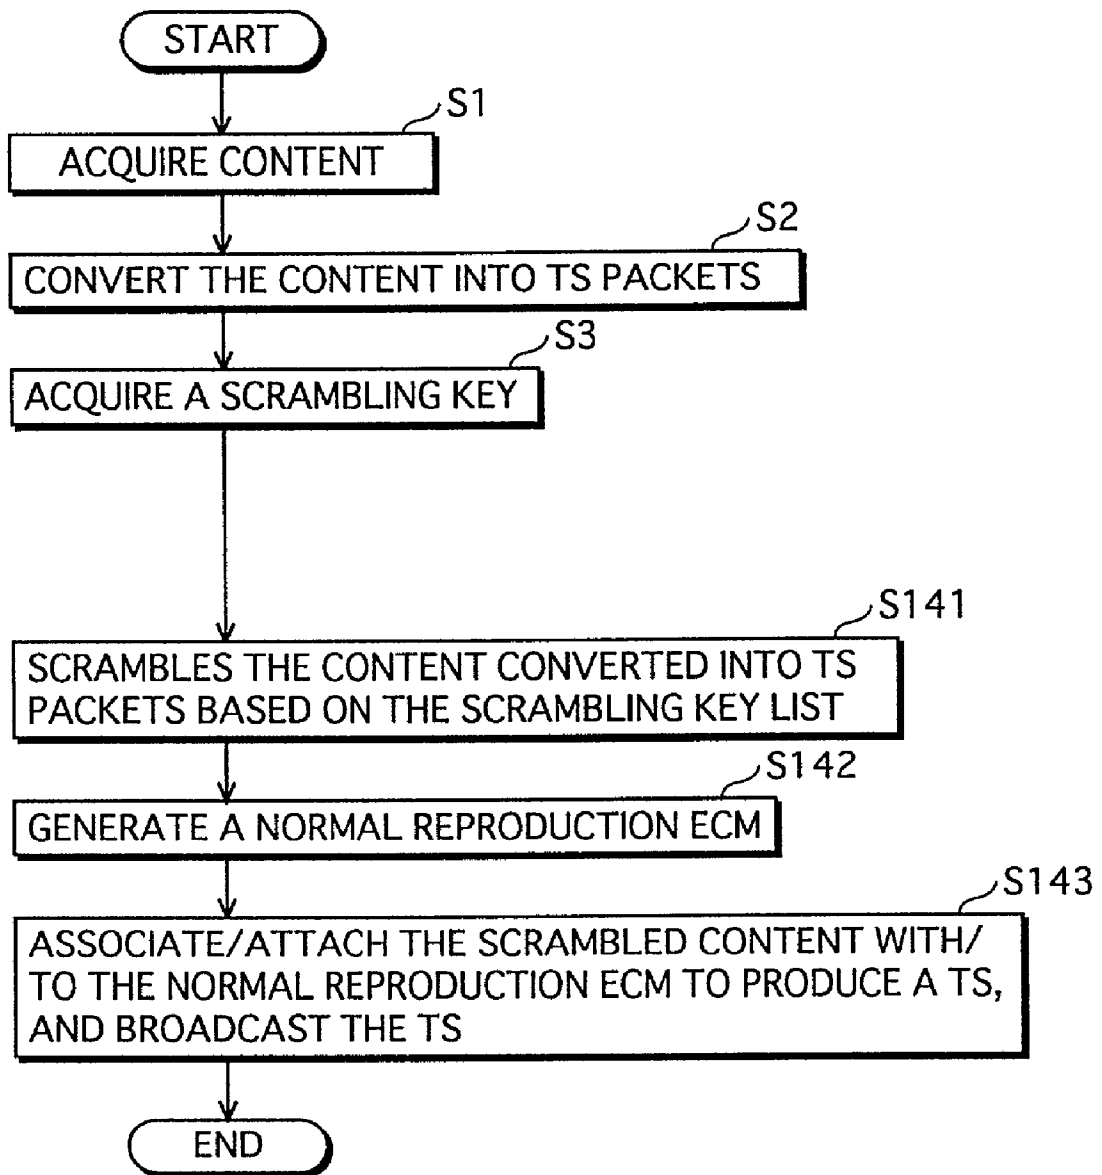 START
S1
ACQUIRE CONTENT
S2
CONVERT THE CONTENT INTO TS PACKETS
S3
ACQUIRE A SCRAMBLING KEY
S141
SCRAMBLES THE CONTENT CONVERTED INTO TS
PACKETS BASED ON THE SCRAMBLING KEY LIST
S142
GENERATE A NORMAL REPRODUCTION ECM
S143
ASSOCIATE/ATTACH THE SCRAMBLED CONTENT WITH/
TO THE NORMAL REPRODUCTION ECM TO PRODUCE A TS,
AND BROADCAST THE TS
END